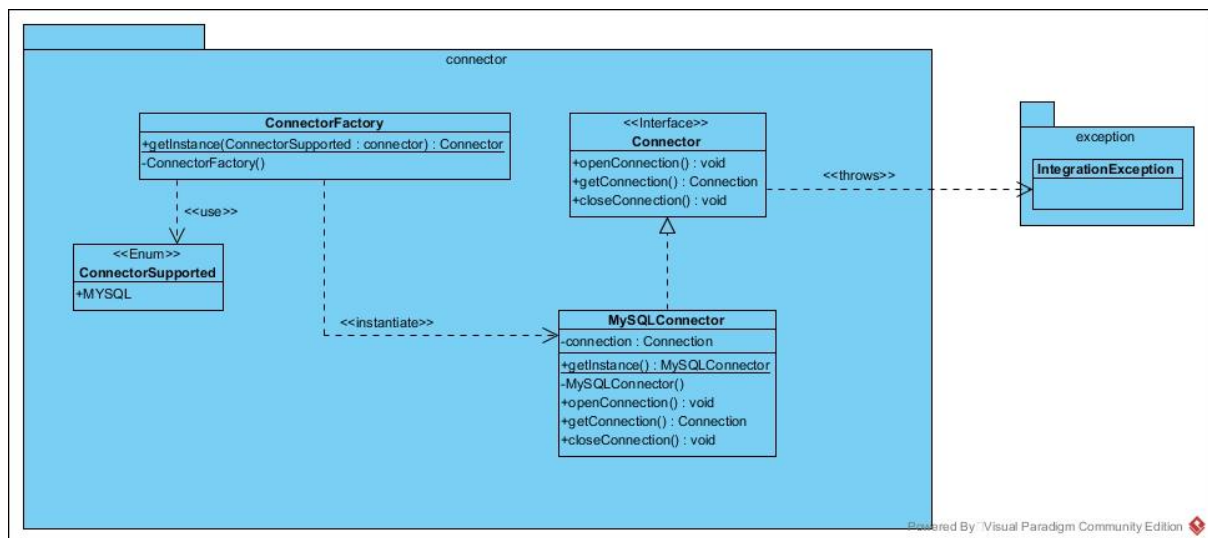 connector
ConnectorFactory
+getInstance(ConnectorSupported : connector) : Connector
-ConnectorFactory()
<<use>>
<<Enum>>
ConnectorSupported
+MYSQL
<<instantiate>>
<<Interface>>
Connector
+openConnection() : void
+getConnection() : Connection
+closeConnection() : void
<<throws>>
exception
IntegrationException
MySQLConnector
-connection : Connection
+getInstance() : MySQLConnector
-MySQLConnector()
+openConnection() : void
+getConnection() : Connection
+closeConnection() : void
Powered By Visual Paradigm Community Edition